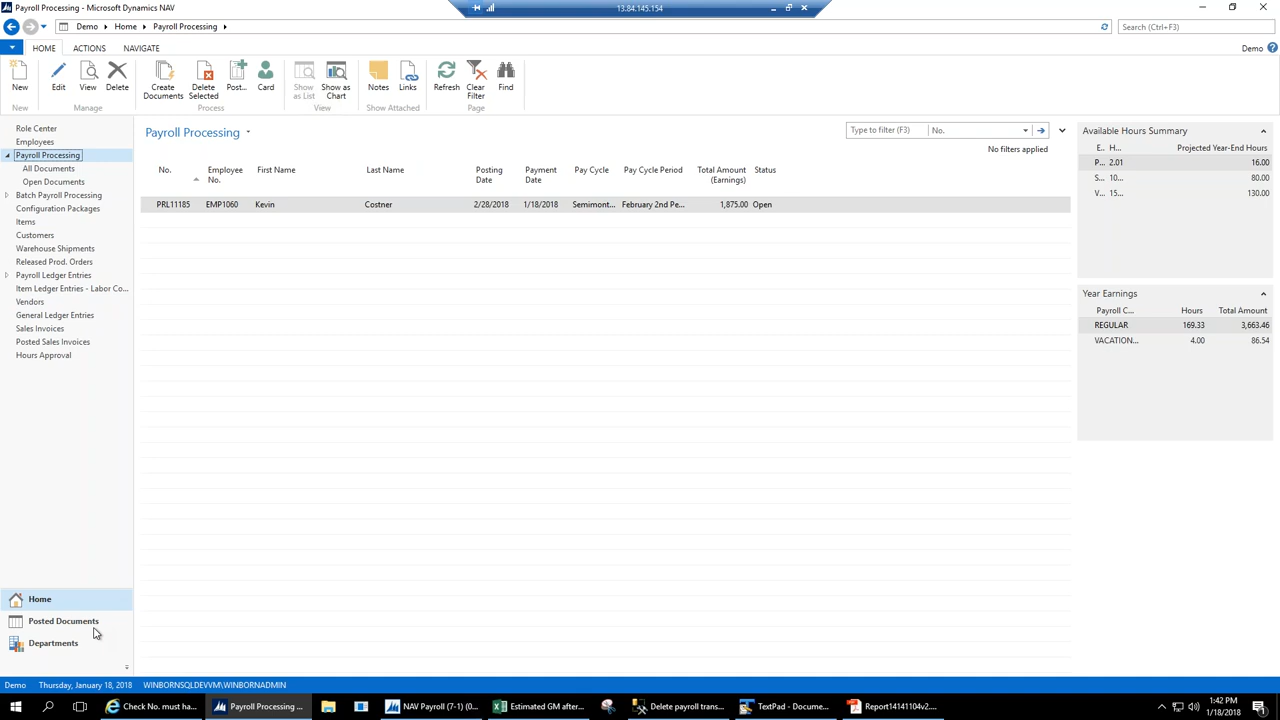 Payroll Processing - Microsoft Dynamics NAV
13.84.145.154
Demo
Home
Payroll Processing
Search (Ctrl+F3)
HOME
ACTIONS
NAVIGATE
Demo
New
Edit
View
Delete
Create Documents
Delete Selected
Post...
Card
Show as List
Show as Chart
Notes
Links
Refresh
Clear Filter
Find
New
Manage
Process
View
Show Attached
Page
Role Center
Employees
Payroll Processing
All Documents
Open Documents
Batch Payroll Processing
Configuration Packages
Items
Customers
Warehouse Shipments
Released Prod. Orders
Payroll Ledger Entries
Item Ledger Entries - Labor Co...
Vendors
General Ledger Entries
Sales Invoices
Posted Sales Invoices
Hours Approval
Home
Posted Documents
Departments
Payroll Processing
Type to filter (F3)
No.
No filters applied
No. Employee No. First Name Last Name Posting Date Payment Date Pay Cycle Pay Cycle Period Total Amount (Earnings) Status
PRL11185 EMP1060 Kevin Costner 2/28/2018 1/18/2018 Semimont... February 2nd Pe... 1,875.00 Open
Available Hours Summary
E.. H... Projected Year-End Hours
P... 2.01 16.00
S... 10... 80.00
V... 15... 130.00
Year Earnings
Payroll C... Hours Total Amount
REGULAR 169.33 3,663.46
VACATION... 4.00 86.54
Demo
Thursday, January 18, 2018
WINBORNSQLDEVVM\WINBORNADMIN
Check No. must ha...
Payroll Processing ...
NAV Payroll (7-1) (0...
Estimated GM after...
Delete payroll trans...
TextPad - Docume...
Report14141104v2....
1:42 PM
1/18/2018